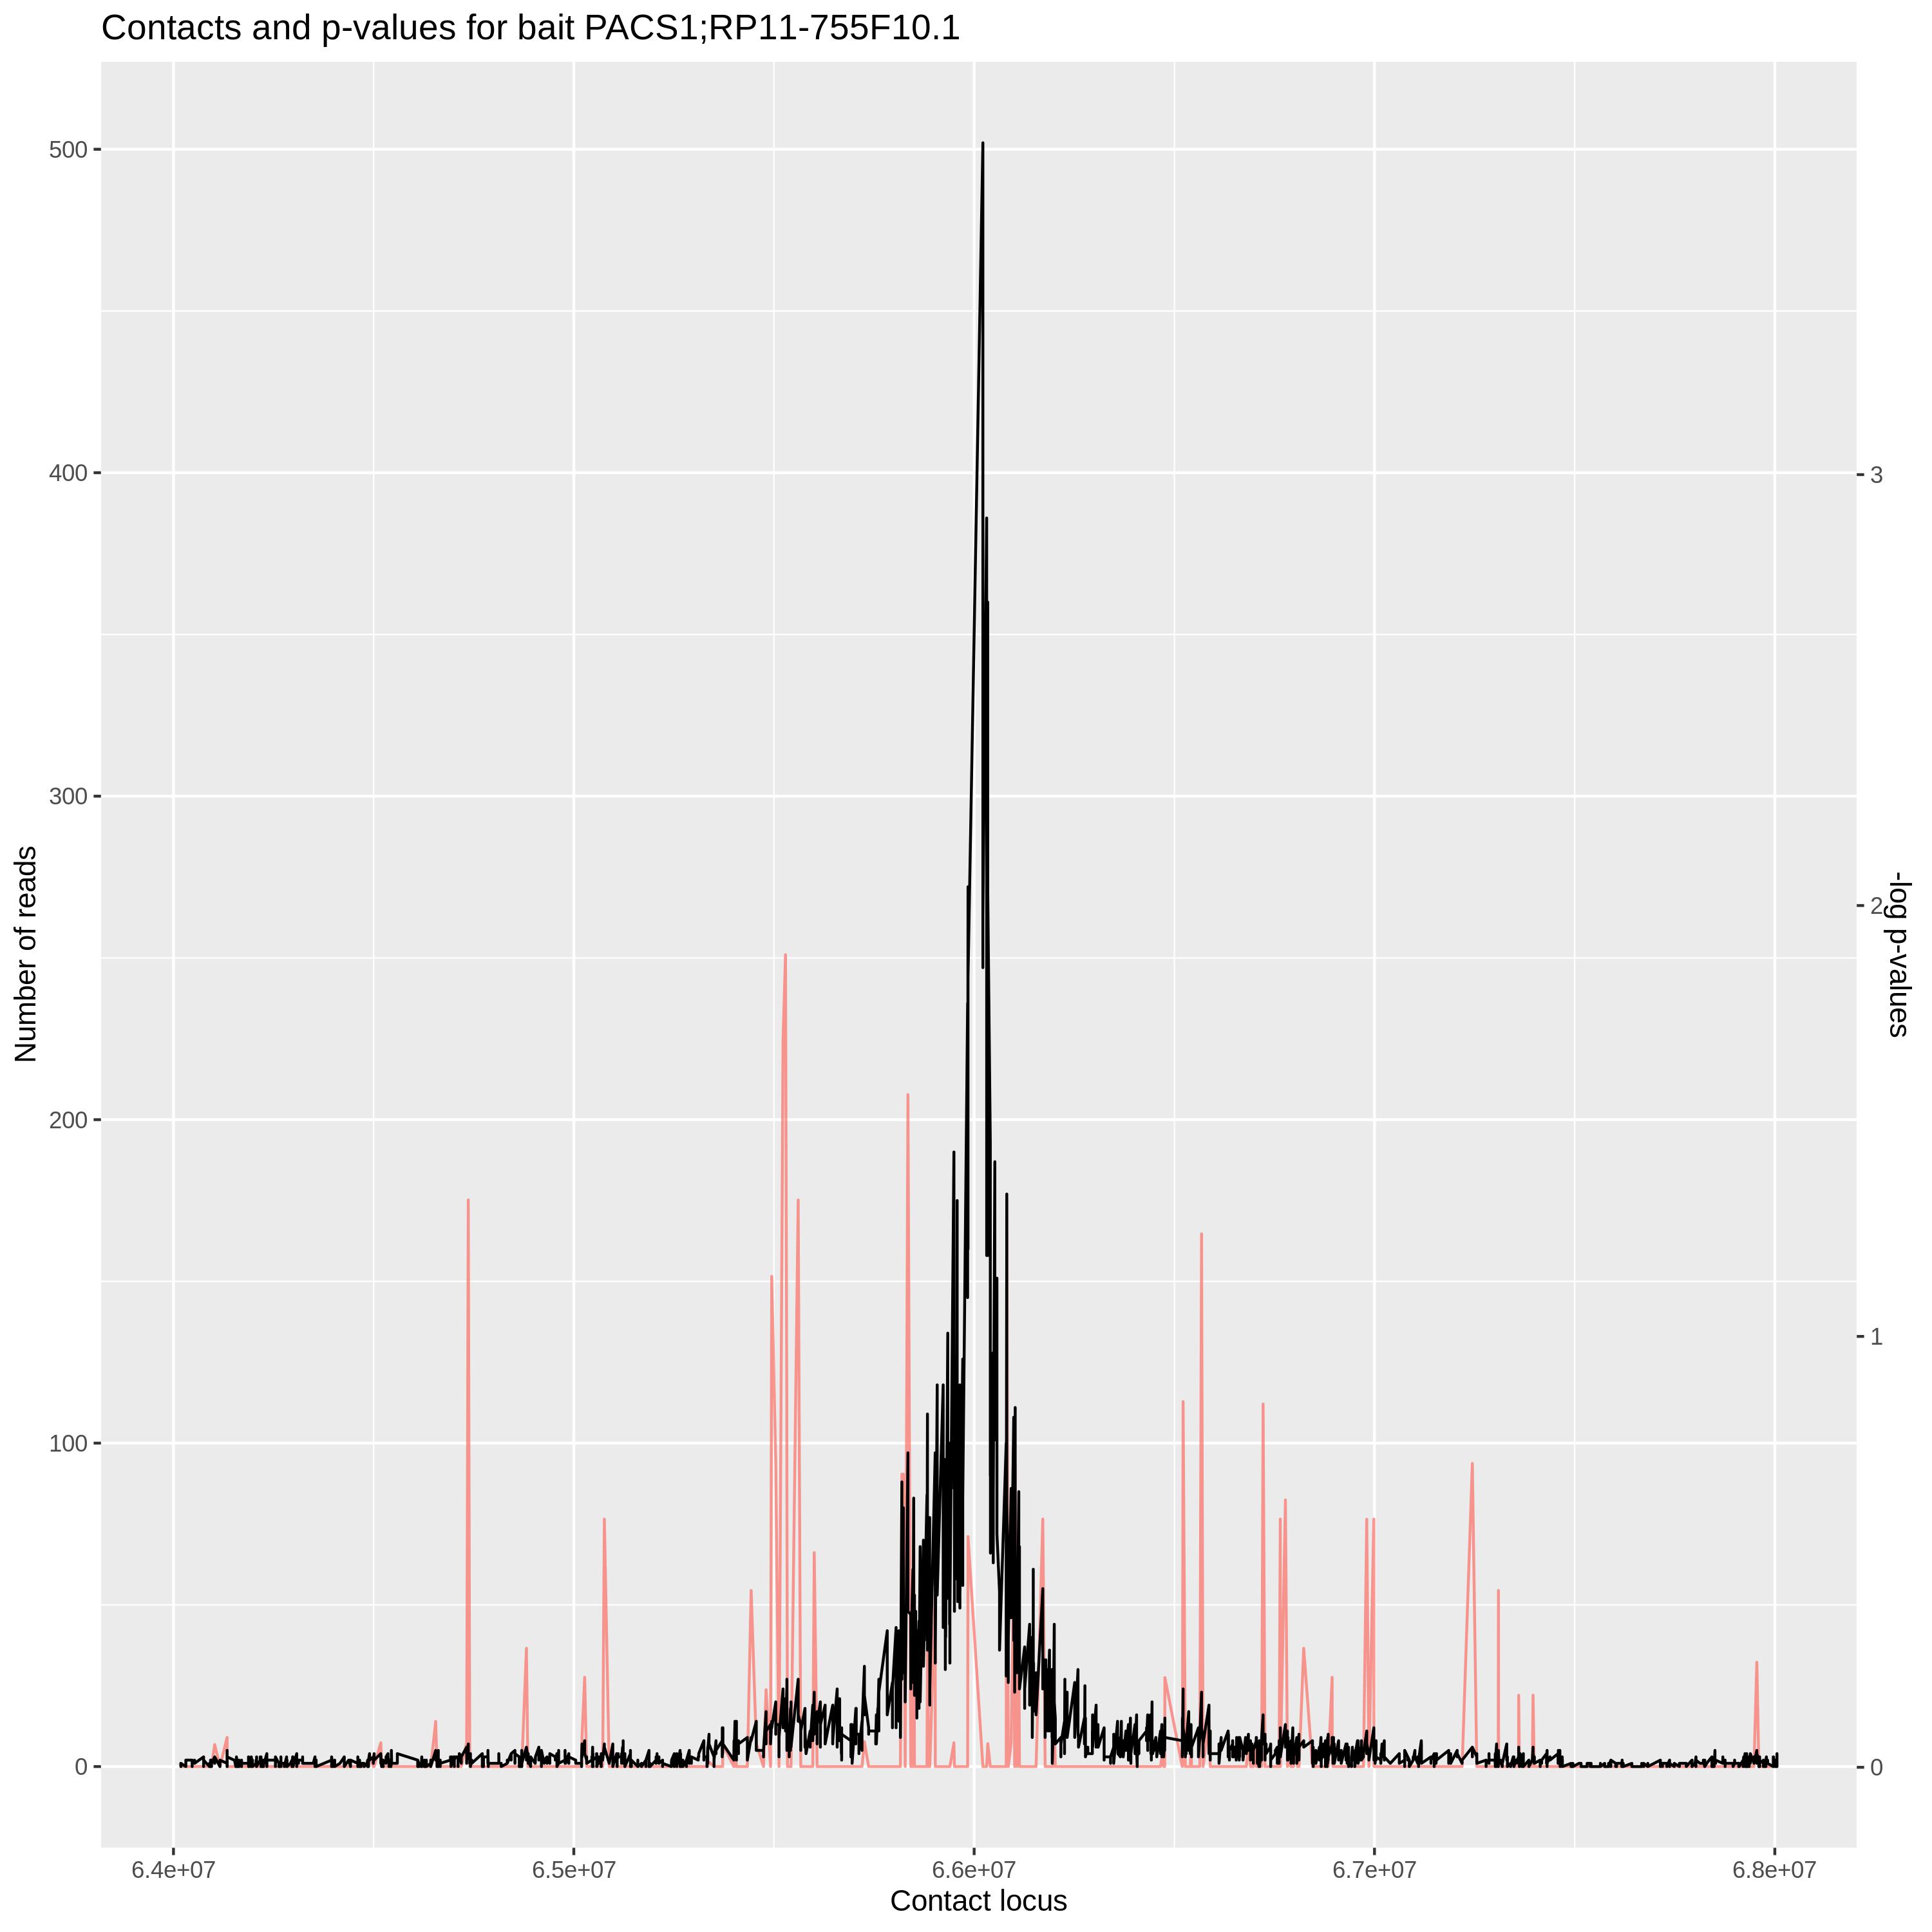 Contacts and p-values for bait PACS1;RP11-755F10.1
500
400
300
200
100
0
Number of reads
3
2
1
0
-log p-values
6.4e+07
6.5e+07
6.6e+07
6.7e+07
6.8e+07
Contact locus